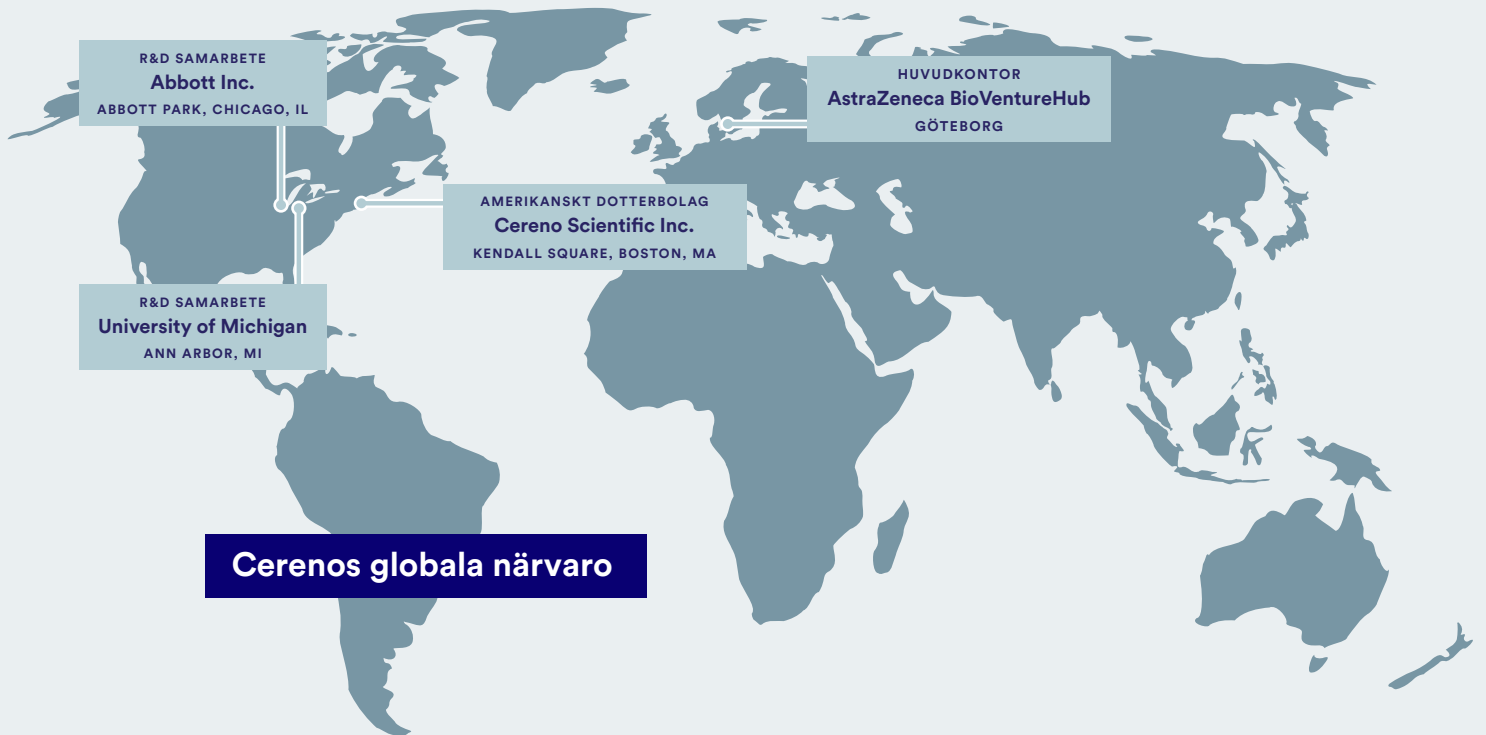 R&D SAMARBETE
Abbott Inc.
ABBOTT PARK, CHICAGO, IL
HUVUDKONTOR
AstraZeneca BioVentureHub
GÖTEBORG
AMERIKANSKT DOTTERBOLAG
Cereno Scientific Inc.
KENDALL SQUARE, BOSTON, MA
R&D SAMARBETE
University of Michigan
ANN ARBOR, MI
Cerenos globala närvaro